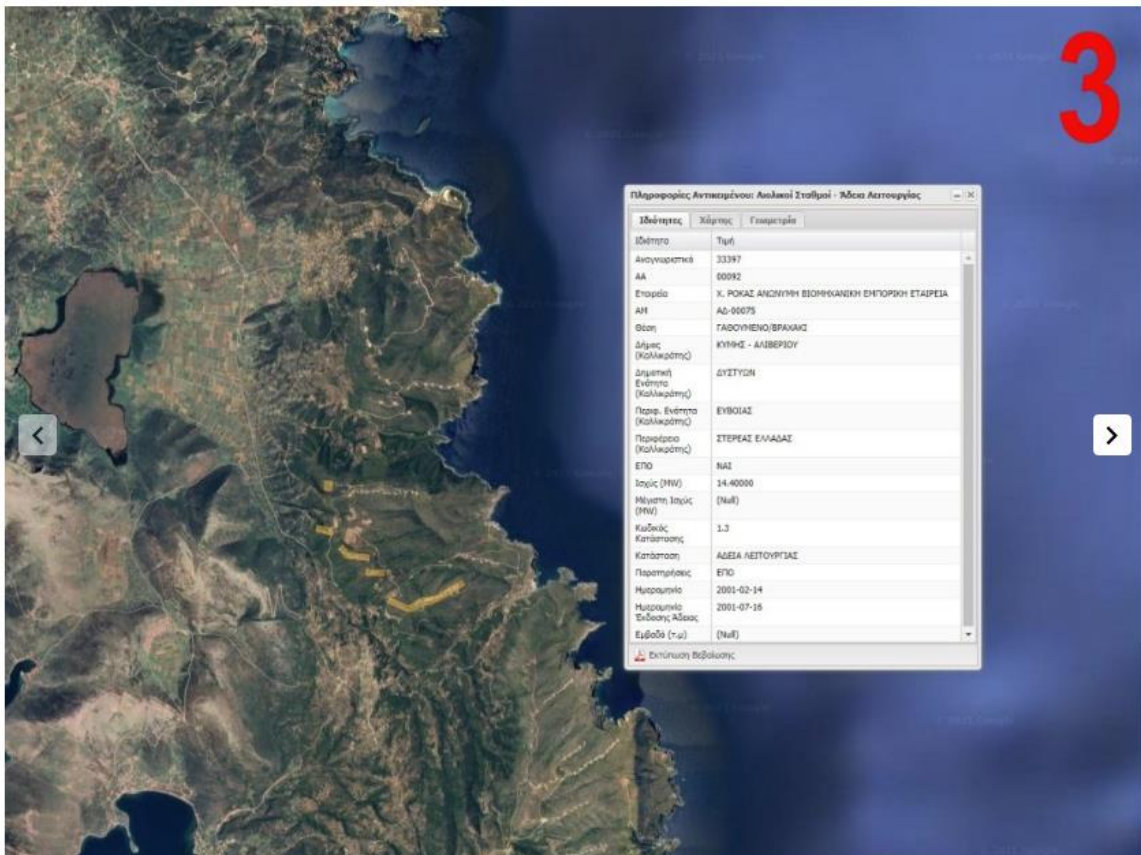 3
Πληροφορίες Αντικειμένου: Αιολικοί Σταθμοί - Άδεια Λειτουργίας
Ιδιότητες Χάρτης Γεωμετρία
Ιδιότητα Τιμή
Αναγνωριστικό 33397
ΑΑ 00092
Εταιρεία Χ. ΡΟΚΑΣ ΑΝΩΝΥΜΗ ΒΙΟΜΗΧΑΝΙΚΗ ΕΜΠΟΡΙΚΗ ΕΤΑΙΡΕΙΑ
ΑΜ ΑΔ-00075
Θέση ΓΑΘΟΥΜΕΝΟ/ΒΡΑΧΑΚΙ
Δήμος ΚΥΜΗΣ - ΑΛΙΒΕΡΙΟΥ
(Καλλικράτης)
Δημοτική ΔΥΣΤΥΩΝ
Ενότητα
(Καλλικράτης)
Περιφ. Ενότητα ΕΥΒΟΙΑΣ
(Καλλικράτης)
Περιφέρεια ΣΤΕΡΕΑΣ ΕΛΛΑΔΑΣ
(Καλλικράτης)
ΕΠΟ ΝΑΙ
Ισχύς (MW) 14.40000
Μέγιστη Ισχύς (Null)
(MW)
Κωδικός 1.3
Κατάστασης
Κατάσταση ΑΔΕΙΑ ΛΕΙΤΟΥΡΓΙΑΣ
Παρατηρήσεις ΕΠΟ
Ημερομηνία 2001-02-14
Ημερομηνία 2001-07-16
Έκδοσης Άδειας
Εμβαδό (τ.μ) (Null)
Εκτύπωση Βεβαίωσης